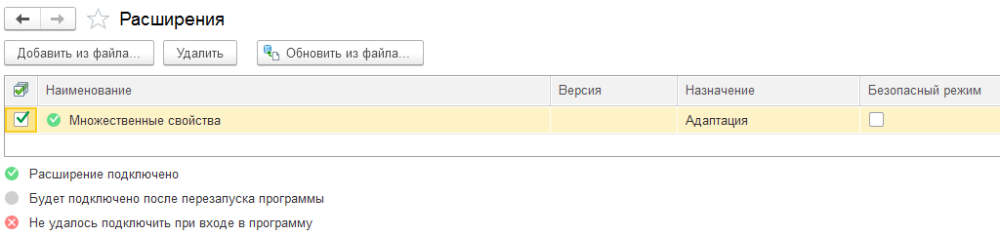 Расширения
Добавить из файла... Удалить Обновить из файла...
Наименование Версия Назначение Безопасный режим
Множественные свойства Адаптация
Расширение подключено
Будет подключено после перезапуска программы
Не удалось подключить при входе в программу